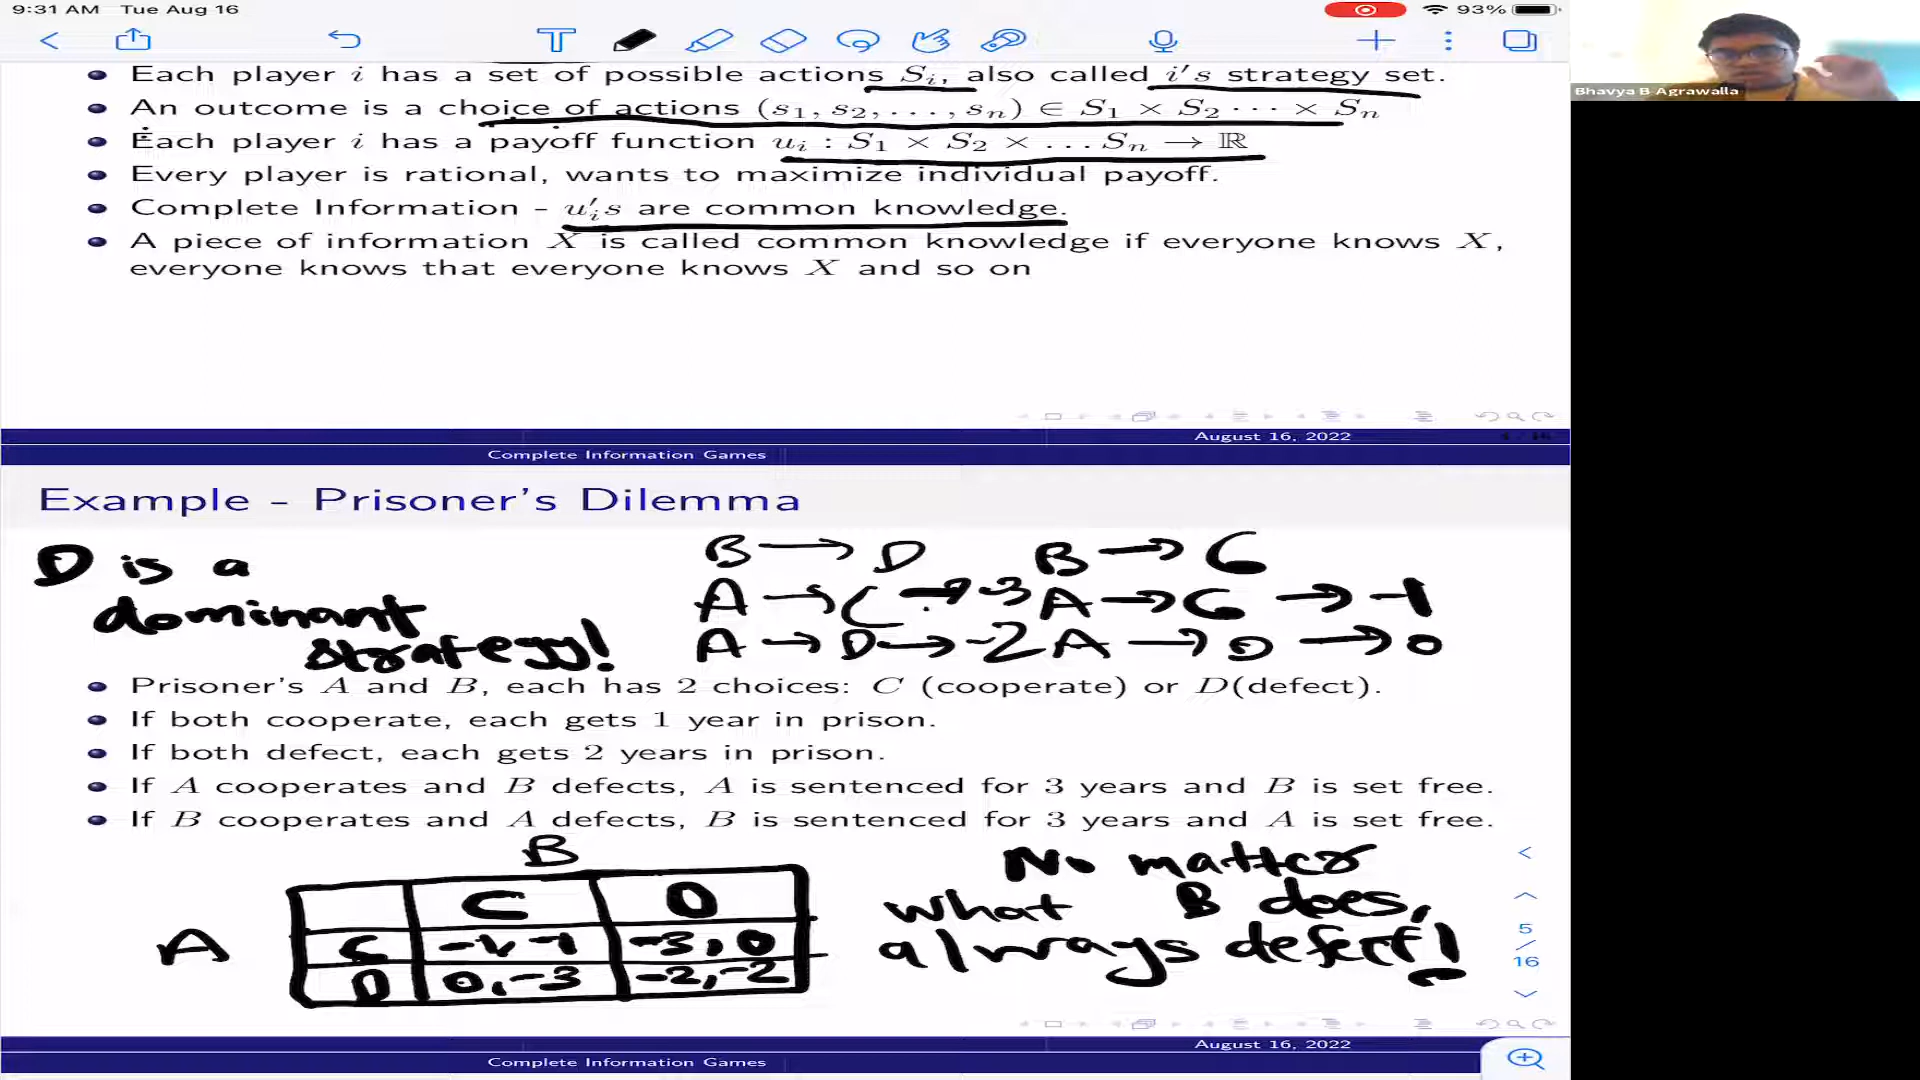 9:31 AM Tue Aug 16
93%
Bhavya B Agrawalla
Each player i has a set of possible actions S_i, also called i's strategy set.
An outcome is a choice of actions (s_1, s_2, ..., s_n) ∈ S_1 × S_2 ··· × S_n
Each player i has a payoff function u_i : S_1 × S_2 × ... S_n → ℝ
Every player is rational, wants to maximize individual payoff.
Complete Information - u_i's are common knowledge.
A piece of information X is called common knowledge if everyone knows X,
everyone knows that everyone knows X and so on
August 16, 2022
Complete Information Games
Example - Prisoner's Dilemma
D is a
dominant
strategy!
B → D B → C
A → C → -3 A → C → -1
A → D → -2 A → D → 0
Prisoner's A and B, each has 2 choices: C (cooperate) or D(defect).
If both cooperate, each gets 1 year in prison.
If both defect, each gets 2 years in prison.
If A cooperates and B defects, A is sentenced for 3 years and B is set free.
If B cooperates and A defects, B is sentenced for 3 years and A is set free.
B
C D
A
C -1, -1 -3, 0
D 0, -3 -2, -2
No matter
what B does,
always defect!
5
/
16
August 16, 2022
Complete Information Games